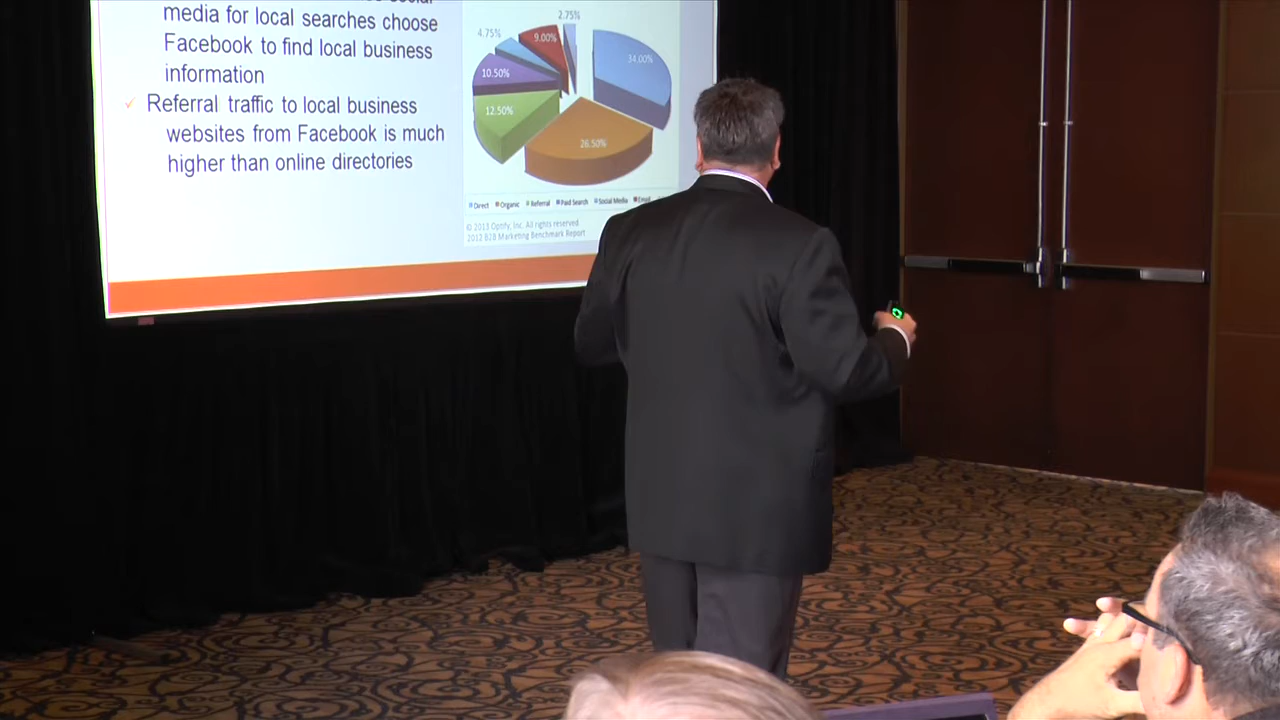 media for local searches choose
Facebook to find local business
information
✓ Referral traffic to local business
websites from Facebook is much
higher than online directories
2.75%
4.75%
9.00%
34.00%
10.50%
12.50%
26.50%
Direct Organic Referral Paid Search Social Media Email
© 2013 Optify, Inc. All rights reserved
2012 B2B Marketing Benchmark Report